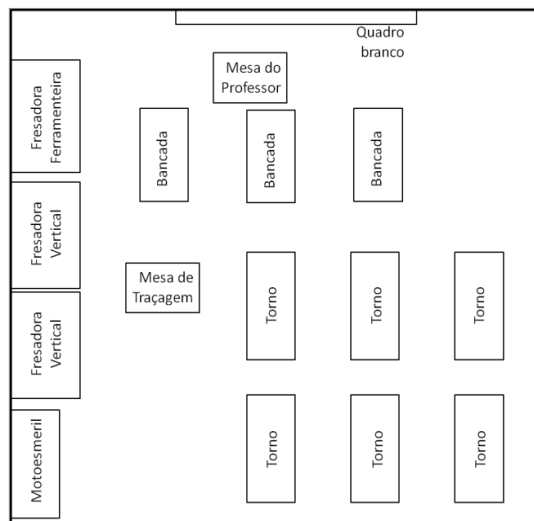 Quadro
branco
Mesa do
Professor
Fresadora
Ferramenteira
Bancada
Bancada
Bancada
Fresadora
Vertical
Mesa de
Traçagem
Torno
Torno
Torno
Fresadora
Vertical
Motoesmeril
Torno
Torno
Torno